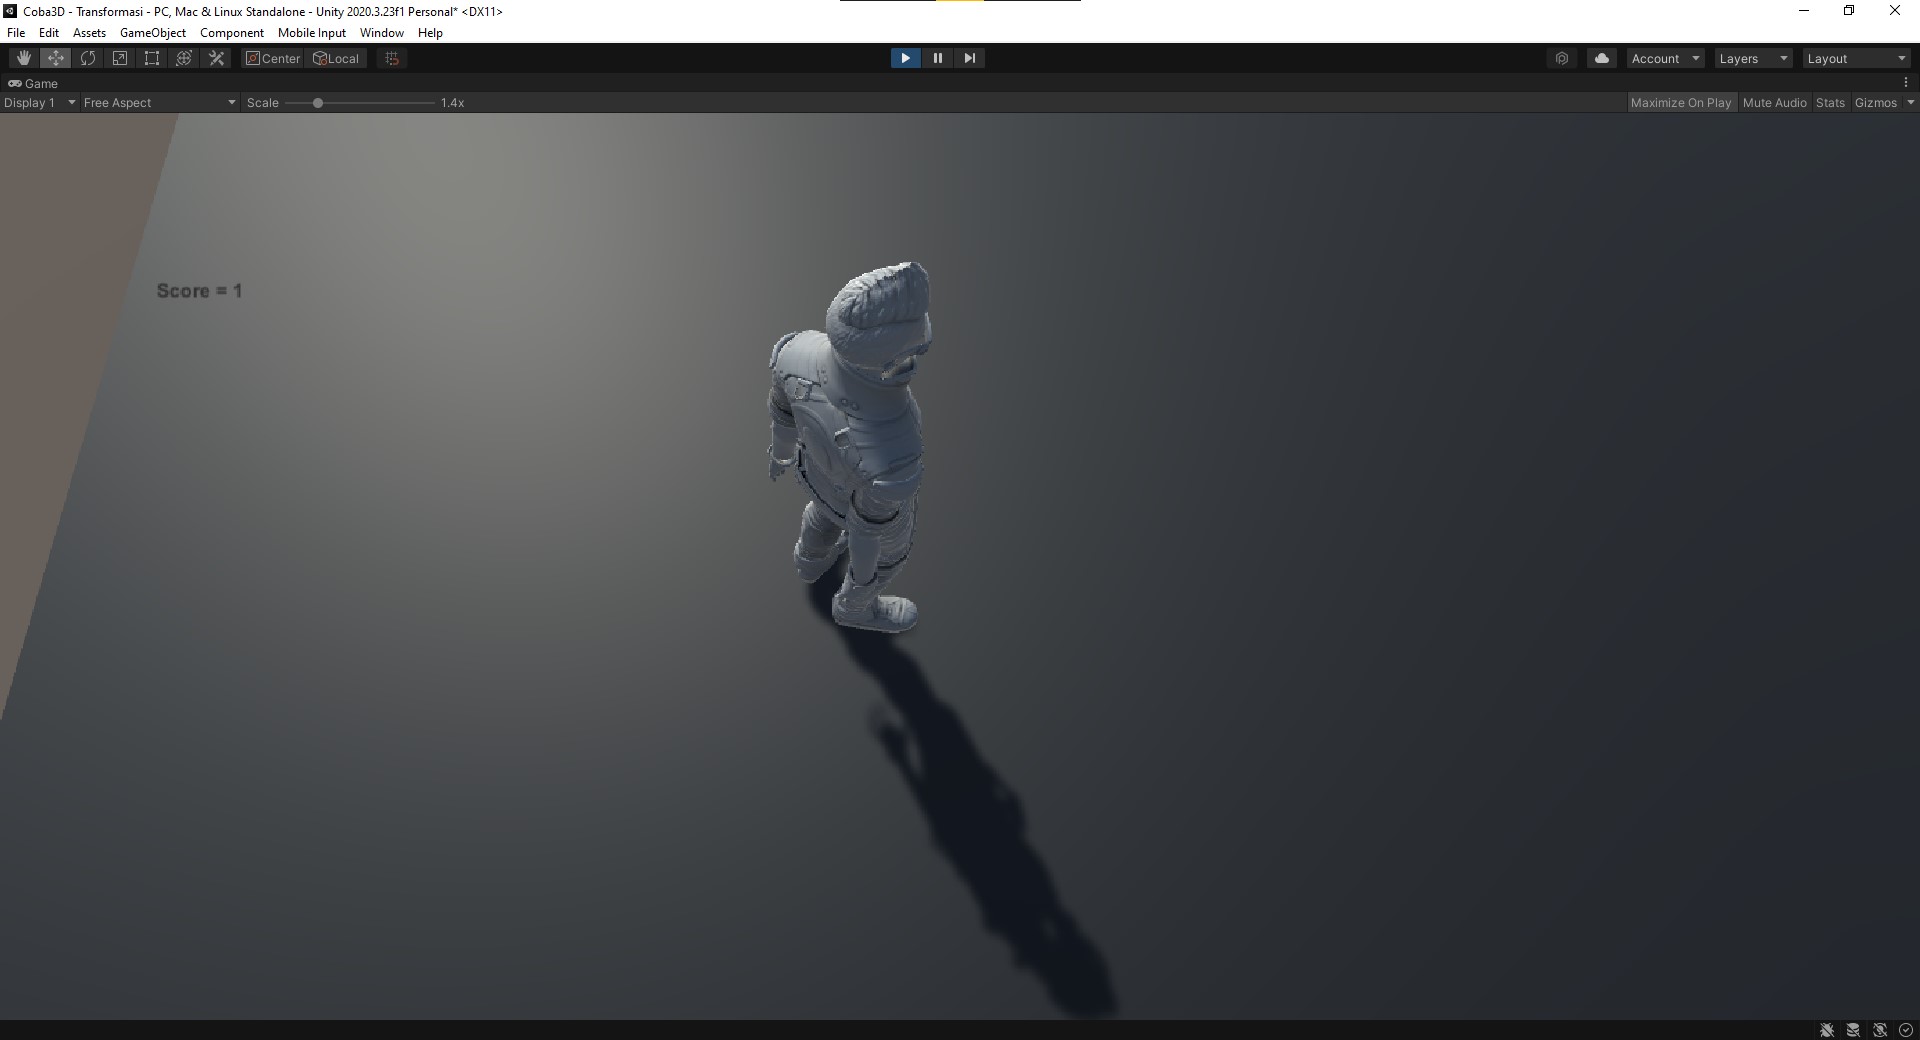 Coba3D - Transformasi - PC, Mac & Linux Standalone - Unity 2020.3.23f1 Personal* <DX11>
File Edit Assets GameObject Component Mobile Input Window Help
Center Local Account Layers Layout
Game
Display 1 Free Aspect Scale 1.4x Maximize On Play Mute Audio Stats Gizmos
Score = 1